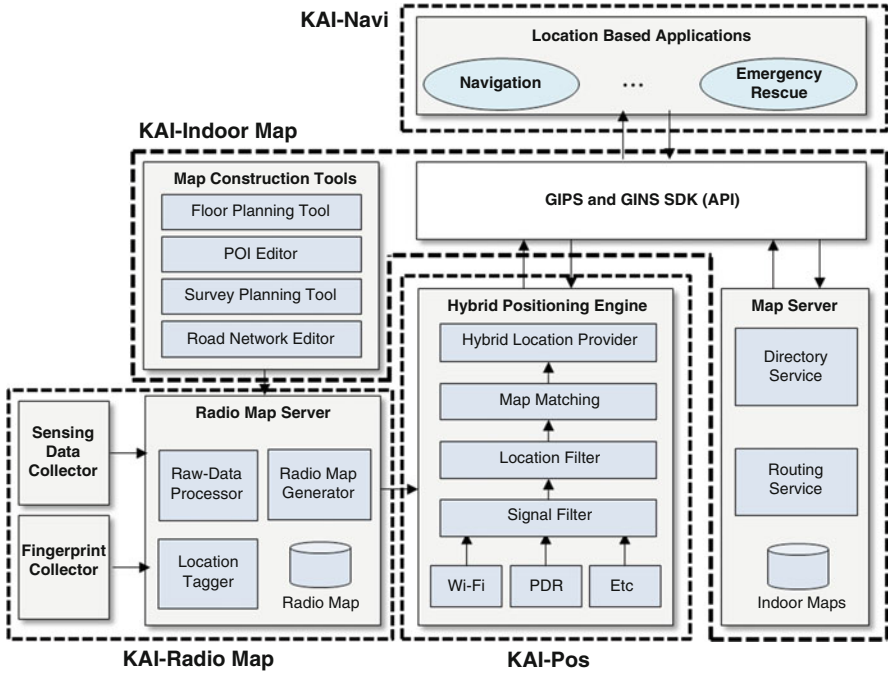 KAI-Navi
Location Based Applications
Navigation
...
Emergency
Rescue
KAI-Indoor Map
Map Construction Tools
Floor Planning Tool
POI Editor
Survey Planning Tool
Road Network Editor
GIPS and GINS SDK (API)
Hybrid Positioning Engine
Hybrid Location Provider
Map Matching
Location Filter
Signal Filter
Wi-Fi
PDR
Etc
Map Server
Directory
Service
Routing
Service
Indoor Maps
Sensing
Data
Collector
Fingerprint
Collector
Radio Map Server
Raw-Data
Processor
Radio Map
Generator
Location
Tagger
Radio Map
KAI-Radio Map
KAI-Pos